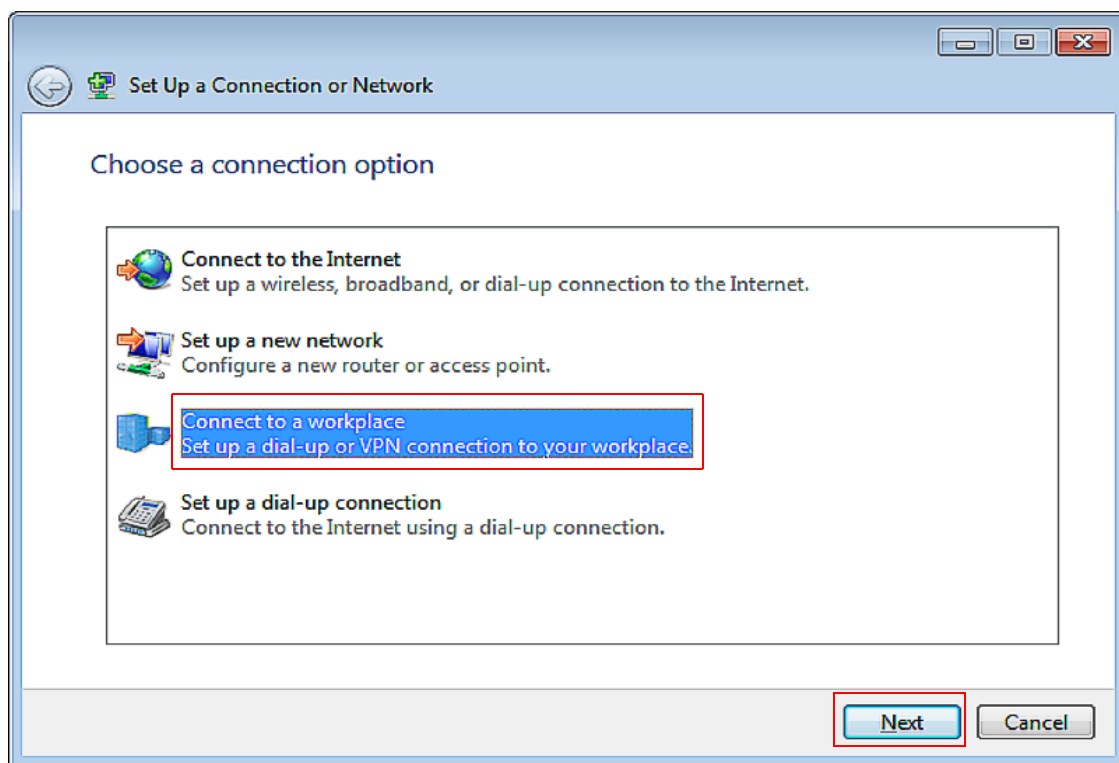 Set Up a Connection or Network
Choose a connection option
Connect to the Internet
Set up a wireless, broadband, or dial-up connection to the Internet.
Set up a new network
Configure a new router or access point.
Connect to a workplace
Set up a dial-up or VPN connection to your workplace.
Set up a dial-up connection
Connect to the Internet using a dial-up connection.
Next
Cancel